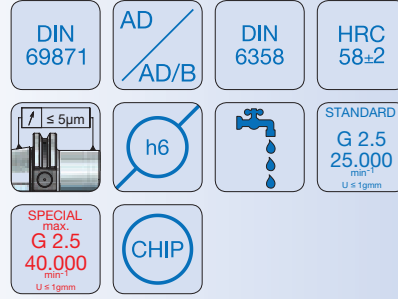 DIN
69871
AD
AD/B
DIN
6358
HRC
58±2
≤ 5µm
h6
STANDARD
G 2.5
25.000
min⁻¹
U ≤ 1gmm
SPECIAL
max.
G 2.5
40.000
min⁻¹
U ≤ 1gmm
CHIP